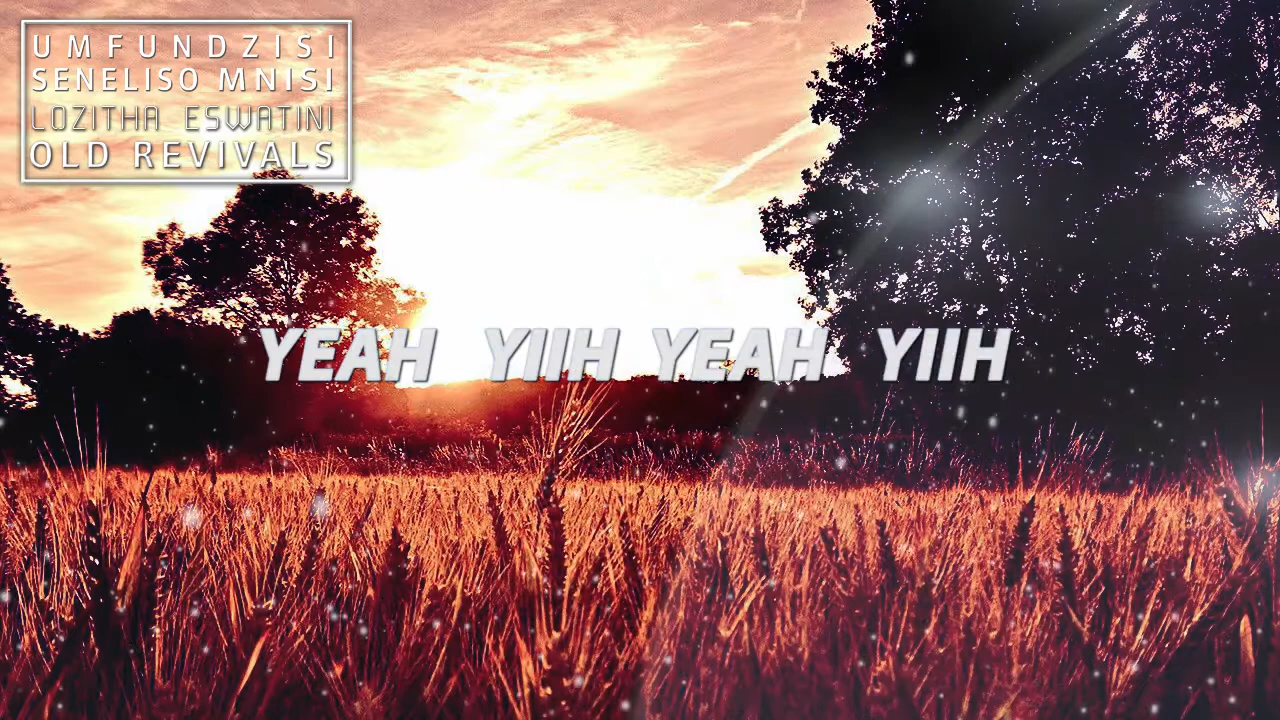 UMFUNDZISI
SENELISO MNISI
LOZITHA ESWATINI
OLD REVIVALS
YEAH YIIH YEAH YIIH